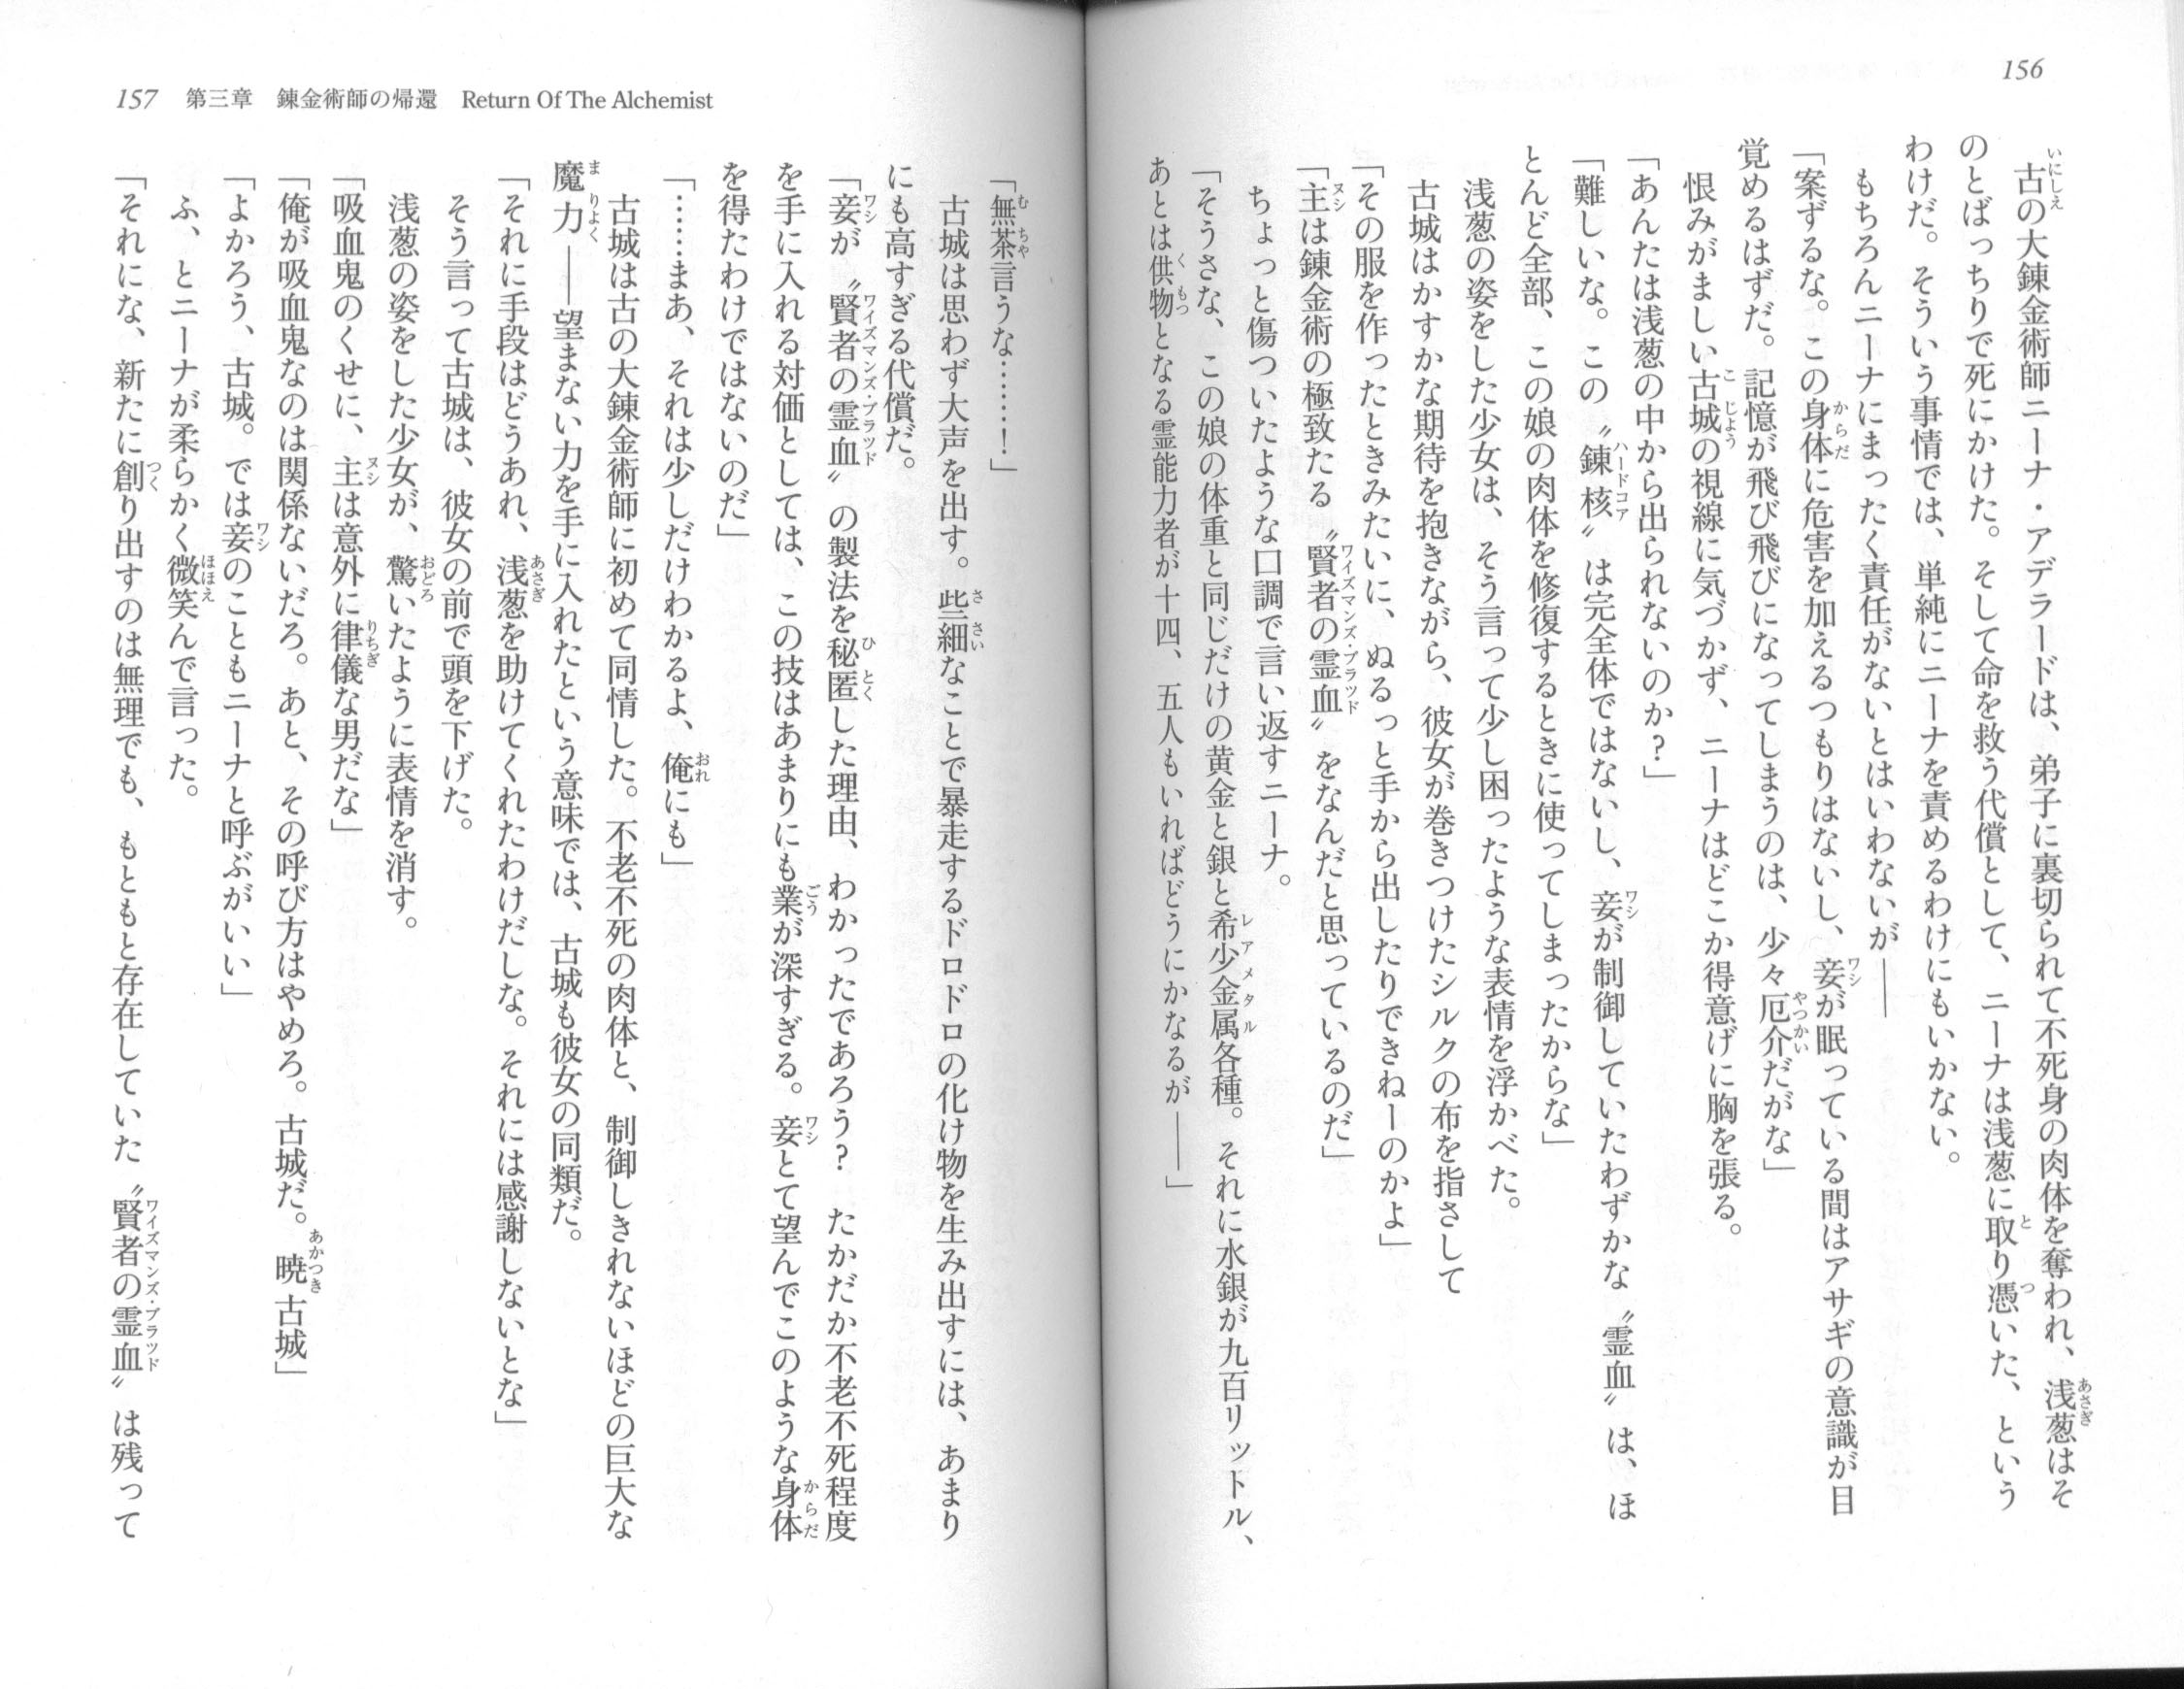 156
古の大錬金術師ニーナ・アデラードは、弟子に裏切られて不死身の肉体を奪われ、浅葱はそ
のとばっちりで死にかけた。そして命を救う代償として、ニーナは浅葱に取り憑いた、という
わけだ。そういう事情では、単純にニーナを責めるわけにもいかない。
もちろんニーナにまったく責任がないとはいわないが――
「案ずるな。この身体に危害を加えるつもりはないし、妾が眠っている間はアサギの意識が目
覚めるはずだ。記憶が飛び飛びになってしまうのは、少々厄介だがな」
恨みがましい古城の視線に気づかず、ニーナはどこか得意げに胸を張る。
「あんたは浅葱の中から出られないのか？」
「難しいな。この〝錬核〟は完全体ではないし、妾が制御していたわずかな〝霊血〟は、ほ
とんど全部、この娘の肉体を修復するときに使ってしまったからな」
浅葱の姿をした少女は、そう言って少し困ったような表情を浮かべた。
古城はかすかな期待を抱きながら、彼女が巻きつけたシルクの布を指さして
「その服を作ったときみたいに、ぬるっと手から出したりできねーのかよ」
「主は錬金術の極致たる〝賢者の霊血〟をなんだと思っているのだ」
ちょっと傷ついたような口調で言い返すニーナ。
「そうさな、この娘の体重と同じだけの黄金と銀と希少金属各種。それに水銀が九百リットル、
あとは供物となる霊能力者が十四、五人もいればどうにかなるが――」
157 第三章 錬金術師の帰還 Return Of The Alchemist
「無茶言うな……！」
古城は思わず大声を出す。些細なことで暴走するドロドロの化け物を生み出すには、あまり
にも高すぎる代償だ。
「妾が〝賢者の霊血〟の製法を秘匿した理由、わかったであろう？　たかだか不老不死程度
を手に入れる対価としては、この技はあまりにも業が深すぎる。妾とて望んでこのような身体
を得たわけではないのだ」
「……まあ、それは少しだけわかるよ、俺にも」
古城は古の大錬金術師に初めて同情した。不老不死の肉体と、制御しきれないほどの巨大な
魔力――望まない力を手に入れたという意味では、古城も彼女の同類だ。
「それに手段はどうあれ、浅葱を助けてくれたわけだしな。それには感謝しないとな」
そう言って古城は、彼女の前で頭を下げた。
浅葱の姿をした少女が、驚いたように表情を消す。
「吸血鬼のくせに、主は意外に律儀な男だな」
「俺が吸血鬼なのは関係ないだろ。あと、その呼び方はやめろ。古城だ。暁古城」
「よかろう、古城。では妾のこともニーナと呼ぶがいい」
ふ、とニーナが柔らかく微笑んで言った。
「それにな、新たに創り出すのは無理でも、もともと存在していた〝賢者の霊血〟は残って